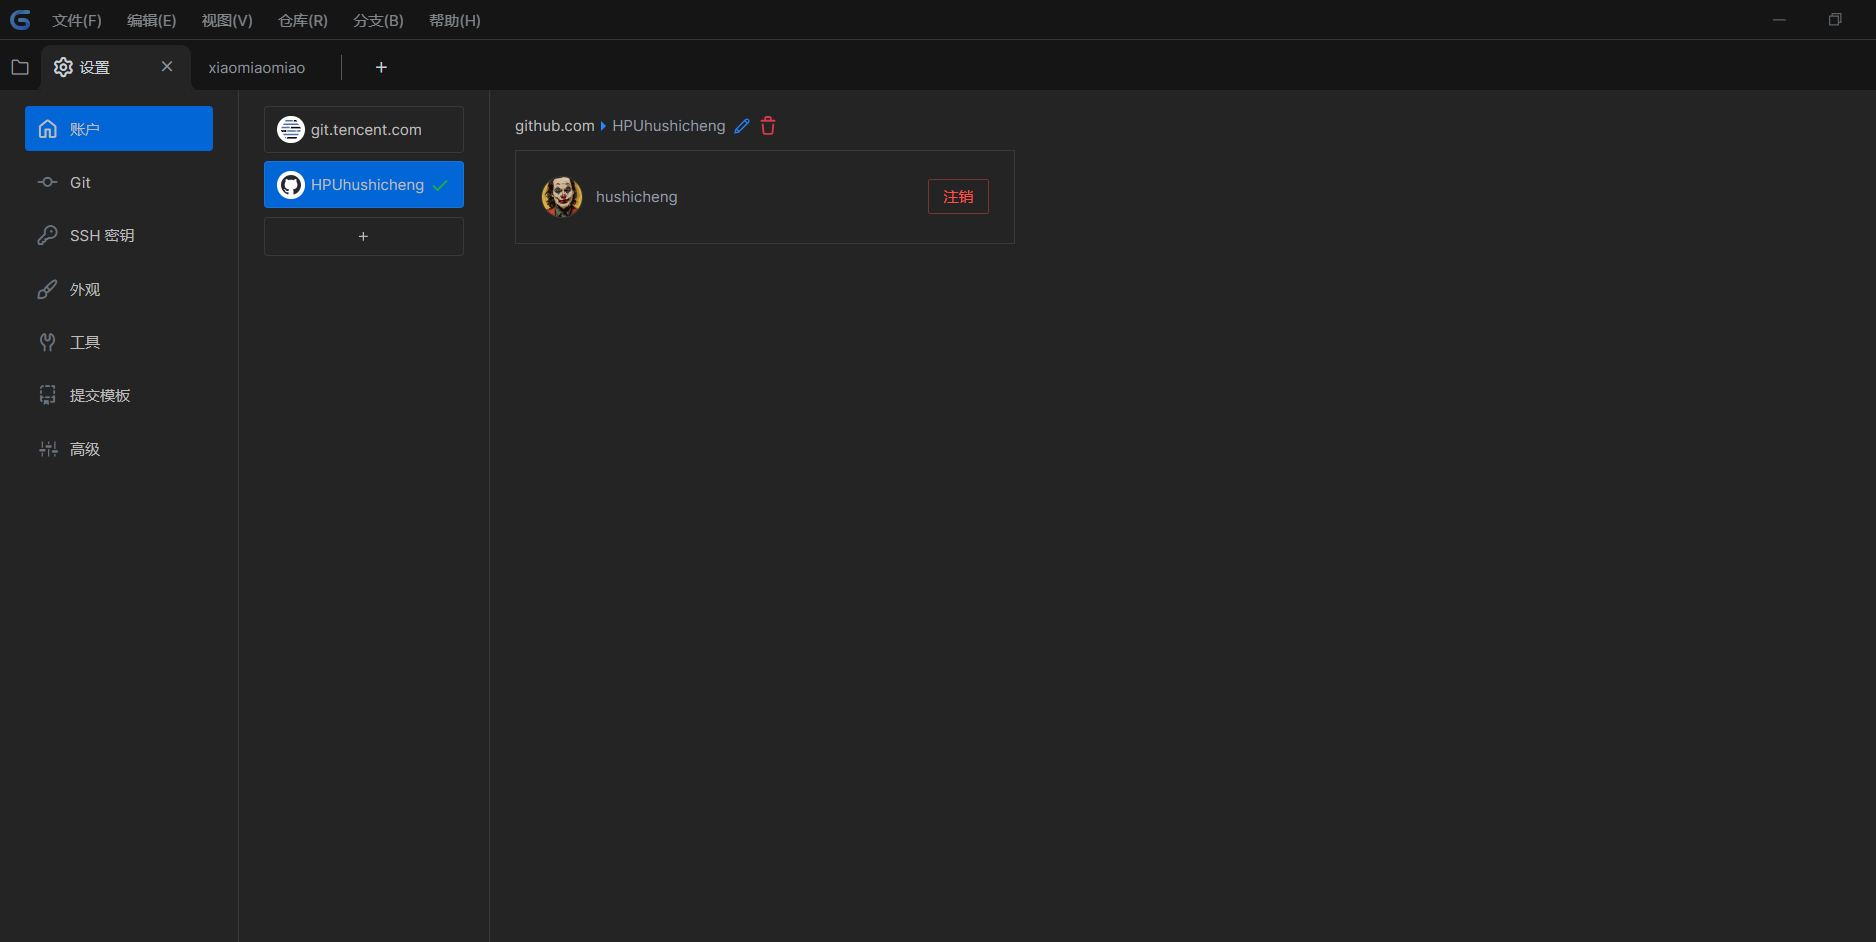 文件(F) 编辑(E) 视图(V) 仓库(R) 分支(B) 帮助(H)
设置 xiaomiaomiao
账户
Git
SSH 密钥
外观
工具
提交模板
高级
git.tencent.com
HPUhushicheng
github.com HPUhushicheng
hushicheng 注销